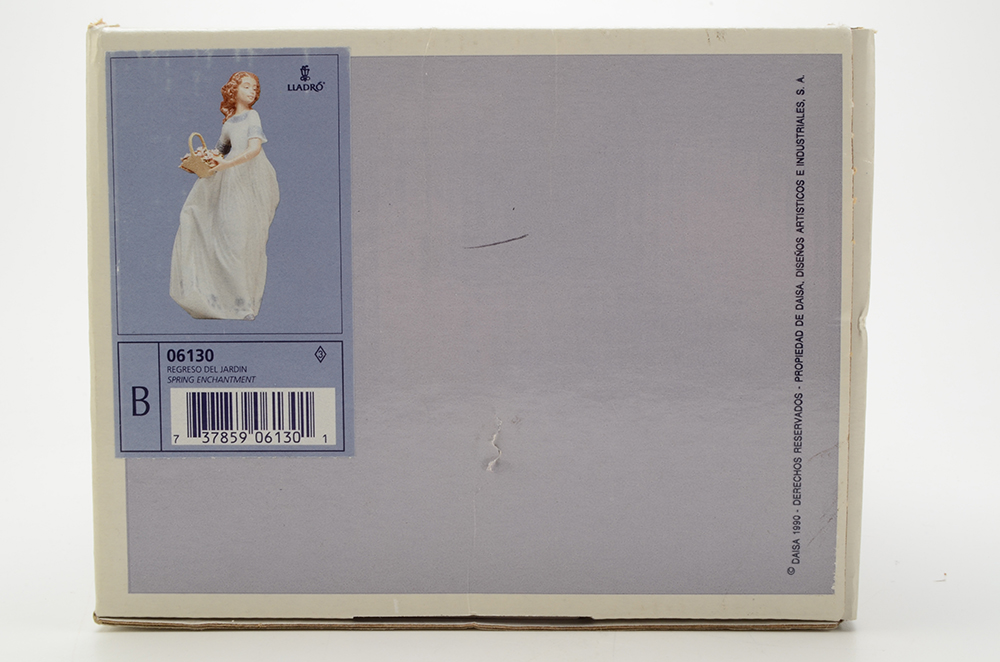 LLADRÓ
B
06130
3
REGRESO DEL JARDIN
SPRING ENCHANTMENT
7 37859 06130 1
© DAISA 1990 - DERECHOS RESERVADOS - PROPIEDAD DE DAISA. DISEÑOS ARTISTICOS E INDUSTRIALES, S. A.